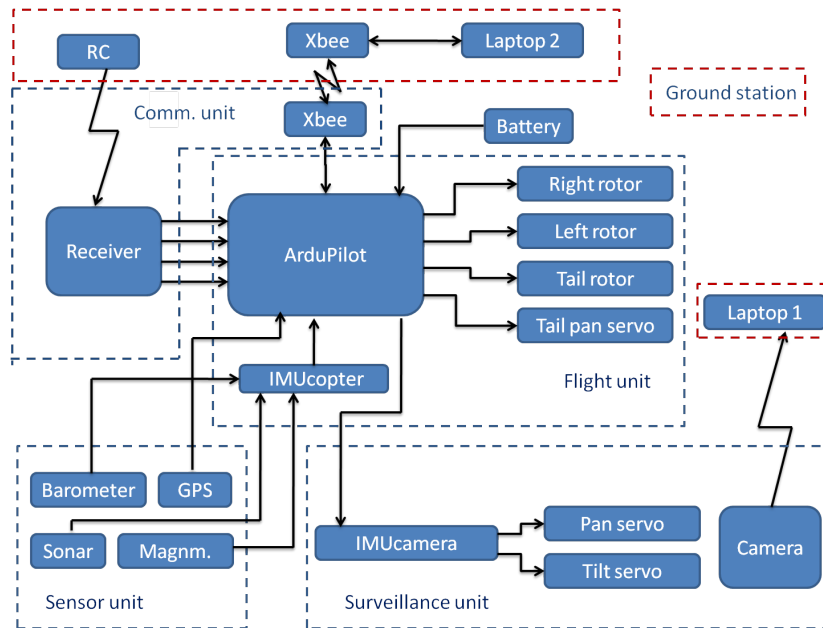 RC
Xbee
Laptop 2
Ground station
Comm. unit
Xbee
Battery
Right rotor
Receiver
ArduPilot
Left rotor
Tail rotor
Laptop 1
Tail pan servo
IMUcopter
Flight unit
Barometer
GPS
Pan servo
Sonar
Magnm.
IMUcamera
Camera
Tilt servo
Sensor unit
Surveillance unit